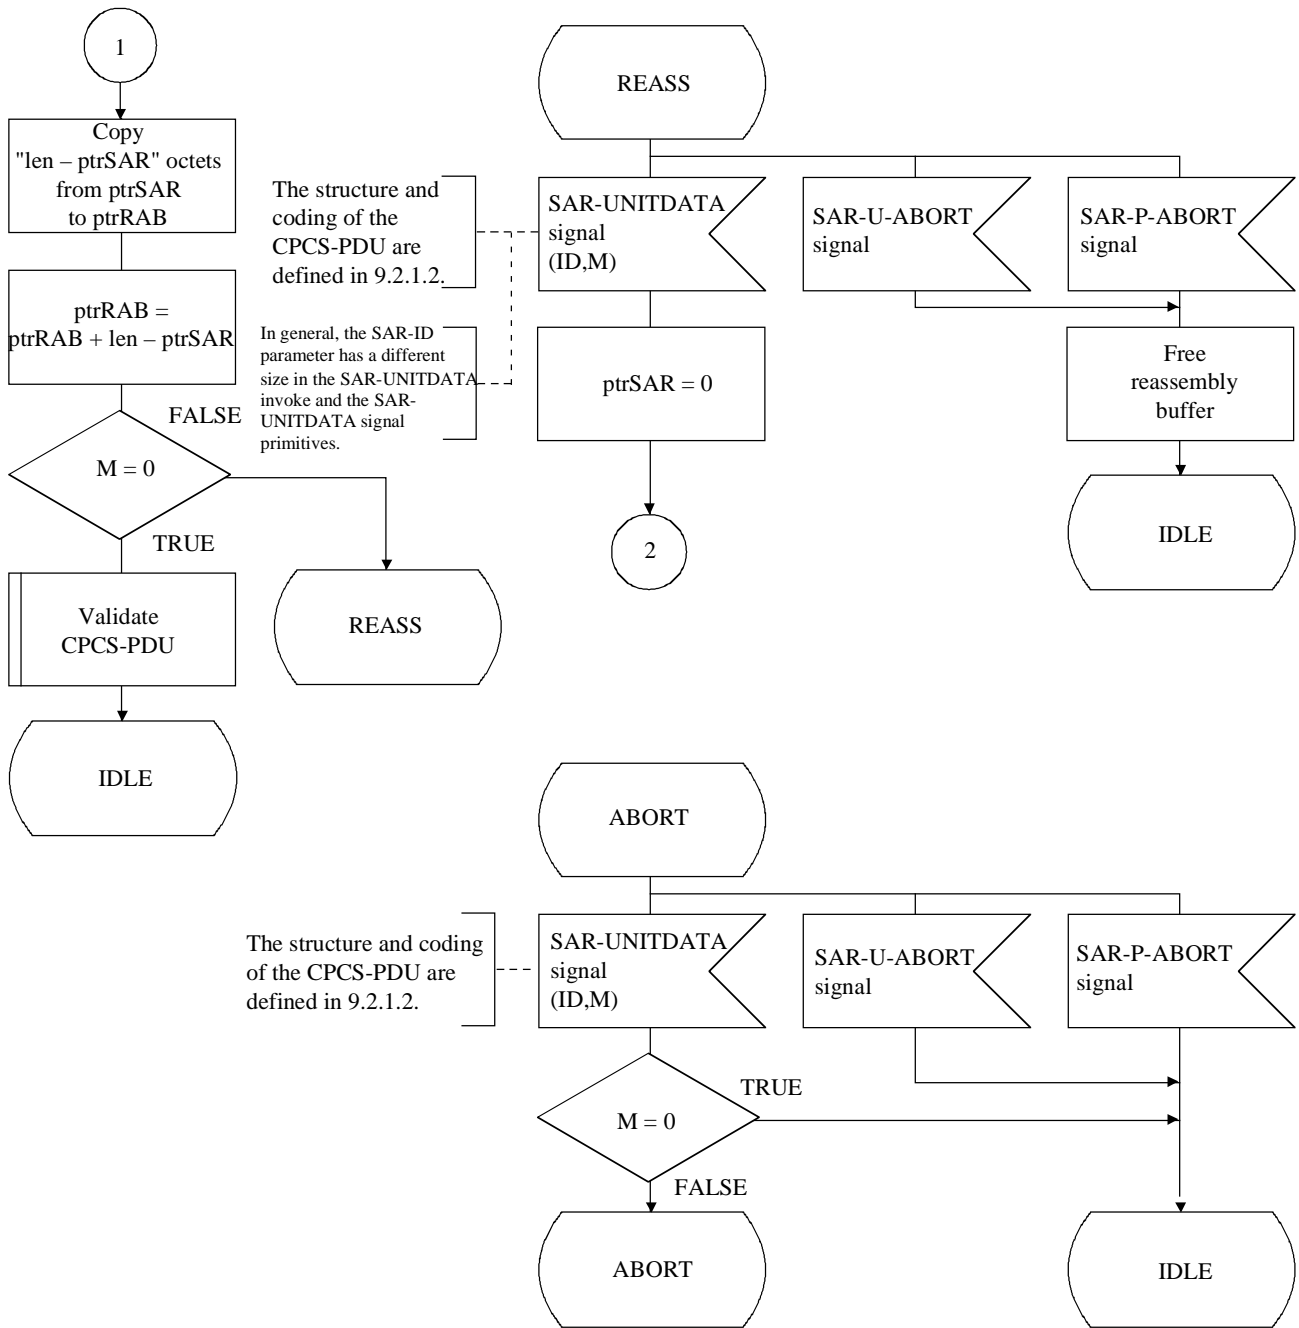 1
Copy
"len – ptrSAR" octets
from ptrSAR
to ptrRAB
ptrRAB =
ptrRAB + len – ptrSAR
FALSE
M = 0
TRUE
Validate
CPCS-PDU
IDLE
REASS
REASS
The structure and
coding of the
CPCS-PDU are
defined in 9.2.1.2.
In general, the SAR-ID
parameter has a different
size in the SAR-UNITDATA
invoke and the SAR-
UNITDATA signal
primitives.
SAR-UNITDATA
signal
(ID,M)
ptrSAR = 0
2
SAR-U-ABORT
signal
SAR-P-ABORT
signal
Free
reassembly
buffer
IDLE
ABORT
The structure and coding
of the CPCS-PDU are
defined in 9.2.1.2.
SAR-UNITDATA
signal
(ID,M)
SAR-U-ABORT
signal
SAR-P-ABORT
signal
TRUE
M = 0
FALSE
ABORT
IDLE